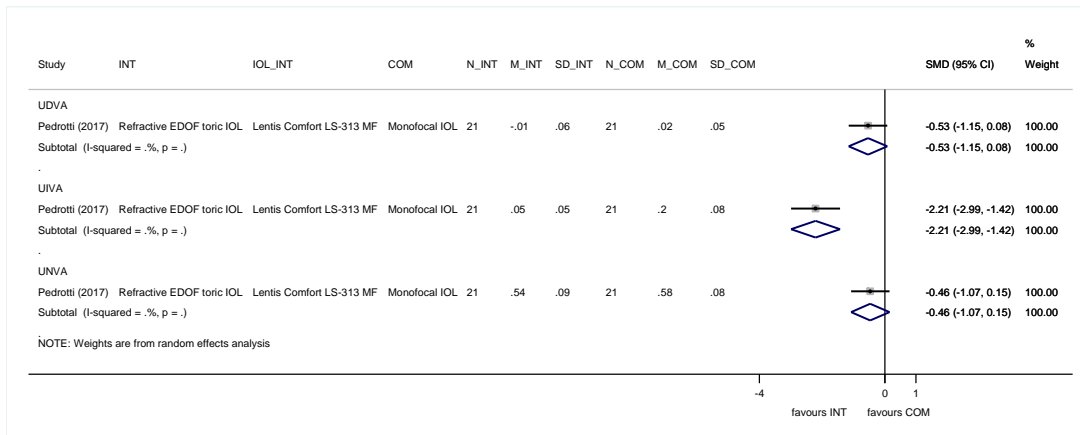 %
Study INT IOL_INT COM N_INT M_INT SD_INT N_COM M_COM SD_COM SMD (95% CI) Weight
UDVA
Pedrotti (2017) Refractive EDOF toric IOL Lentis Comfort LS-313 MF Monofocal IOL 21 -.01 .06 21 .02 .05 -0.53 (-1.15, 0.08) 100.00
Subtotal (I-squared = .%, p = .) -0.53 (-1.15, 0.08) 100.00
.
UIVA
Pedrotti (2017) Refractive EDOF toric IOL Lentis Comfort LS-313 MF Monofocal IOL 21 .05 .05 21 .2 .08 -2.21 (-2.99, -1.42) 100.00
Subtotal (I-squared = .%, p = .) -2.21 (-2.99, -1.42) 100.00
.
UNVA
Pedrotti (2017) Refractive EDOF toric IOL Lentis Comfort LS-313 MF Monofocal IOL 21 .54 .09 21 .58 .08 -0.46 (-1.07, 0.15) 100.00
Subtotal (I-squared = .%, p = .) -0.46 (-1.07, 0.15) 100.00
.
NOTE: Weights are from random effects analysis
-4 0 1
favours INT favours COM